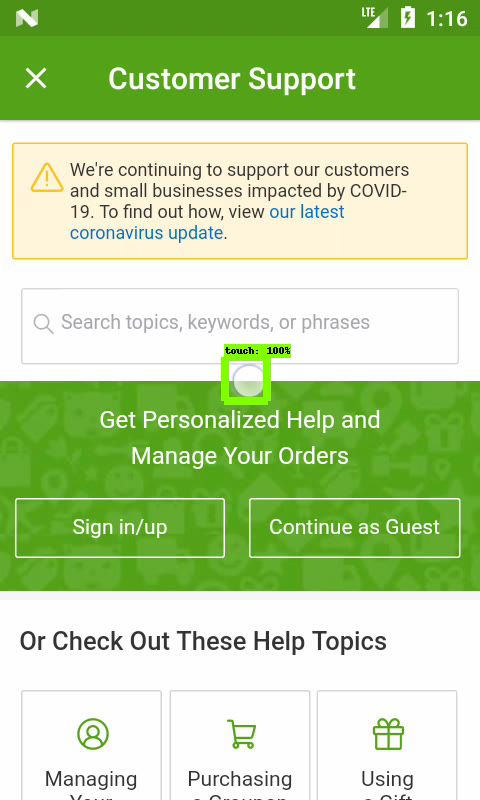 LTE 1:16
Customer Support
We're continuing to support our customers
and small businesses impacted by COVID-
19. To find out how, view our latest
coronavirus update.
Search topics, keywords, or phrases
touch: 100%
Get Personalized Help and
Manage Your Orders
Sign in/up Continue as Guest
Or Check Out These Help Topics
Managing Purchasing Using
Your a Groupon a Gift